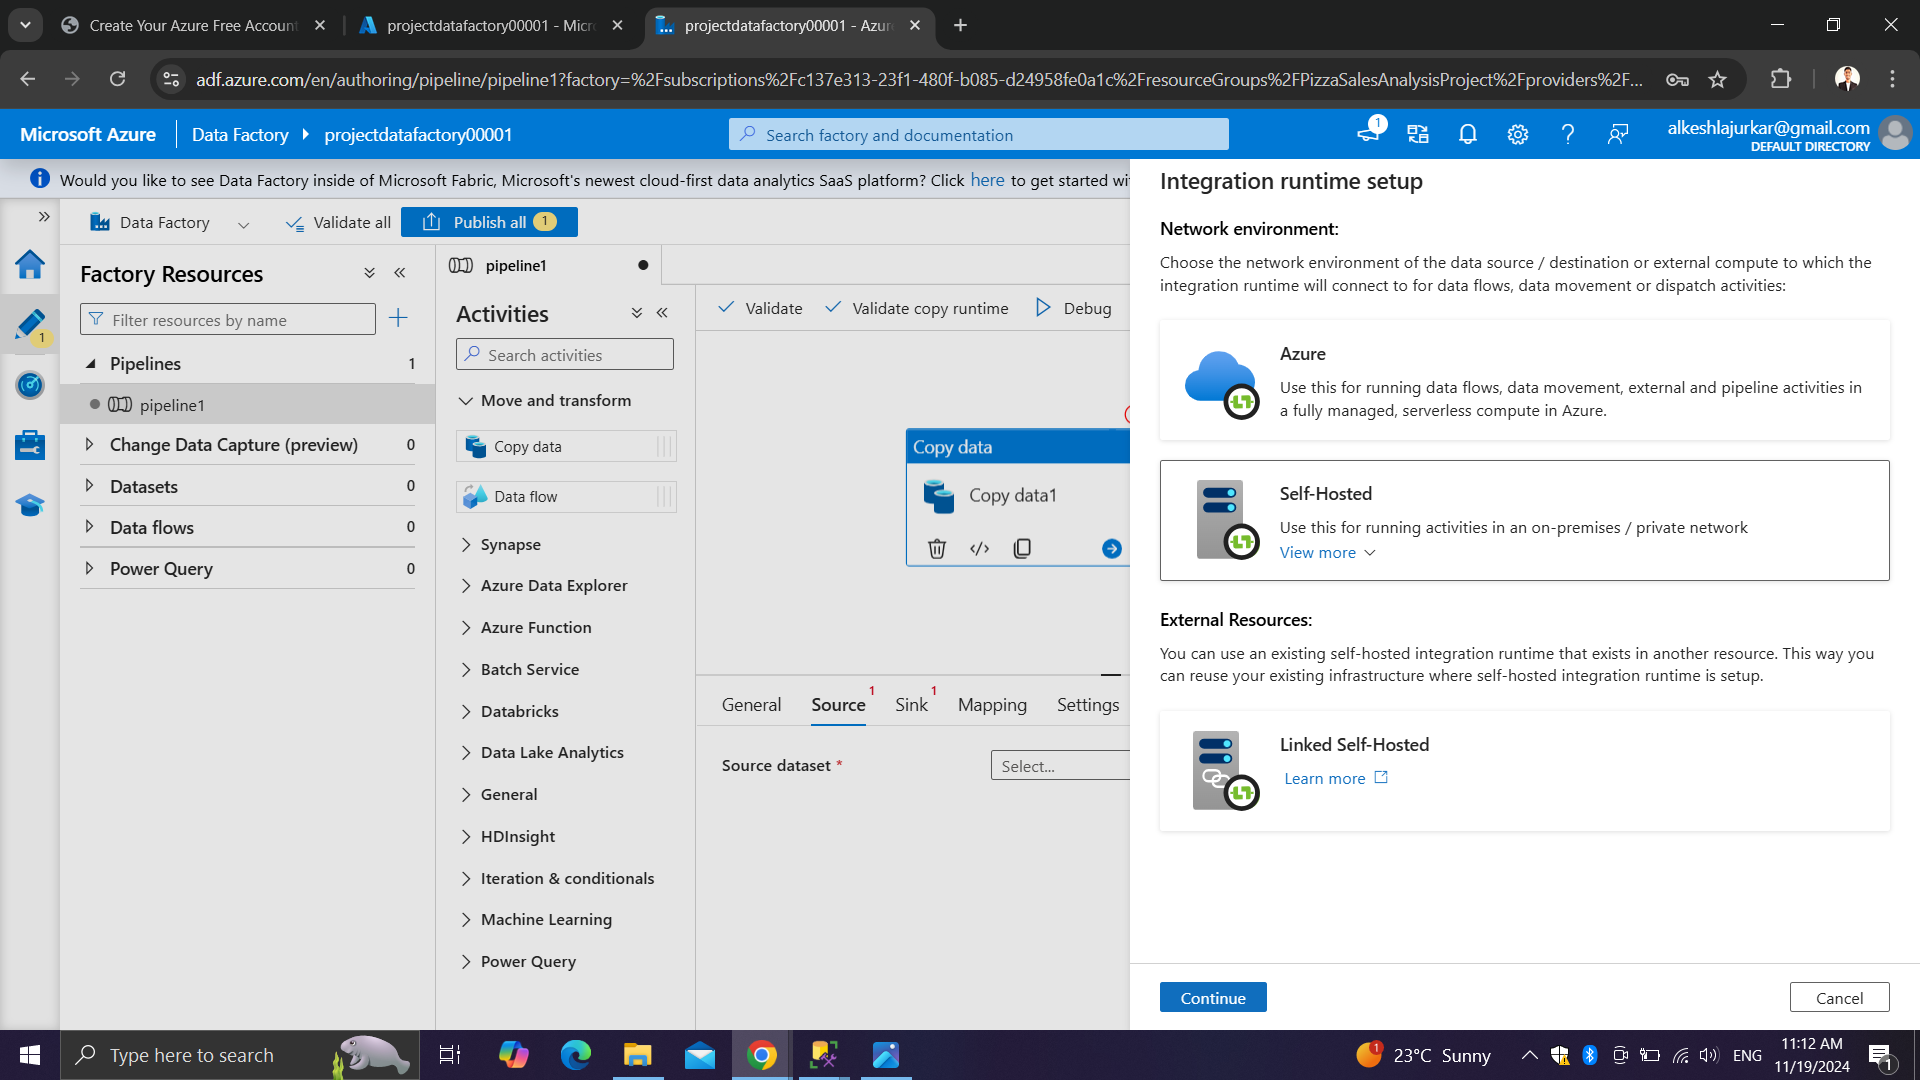 Create Your Azure Free Account
projectdatafactory00001 - Micr
projectdatafactory00001 - Azur
adf.azure.com/en/authoring/pipeline/pipeline1?factory=%2Fsubscriptions%2Fc137e313-23f1-480f-b085-d24958fe0a1c%2FresourceGroups%2FPizzaSalesAnalysisProject%2Fproviders%2F...
Microsoft Azure
Data Factory
projectdatafactory00001
Search factory and documentation
1
alkeshlajurkar@gmail.com
DEFAULT DIRECTORY
Would you like to see Data Factory inside of Microsoft Fabric, Microsoft's newest cloud-first data analytics SaaS platform? Click here to get started wi
Data Factory
Validate all
Publish all 1
Factory Resources
Filter resources by name
1
Pipelines 1
pipeline1
Change Data Capture (preview) 0
Datasets 0
Data flows 0
Power Query 0
pipeline1
Activities
Search activities
Move and transform
Copy data
Data flow
Synapse
Azure Data Explorer
Azure Function
Batch Service
Databricks
Data Lake Analytics
General
HDInsight
Iteration & conditionals
Machine Learning
Power Query
Validate
Validate copy runtime
Debug
Copy data
Copy data1
General
Source 1
Sink 1
Mapping
Settings
Source dataset *
Select...
Integration runtime setup
Network environment:
Choose the network environment of the data source / destination or external compute to which the
integration runtime will connect to for data flows, data movement or dispatch activities:
Azure
Use this for running data flows, data movement, external and pipeline activities in
a fully managed, serverless compute in Azure.
Self-Hosted
Use this for running activities in an on-premises / private network
View more
External Resources:
You can use an existing self-hosted integration runtime that exists in another resource. This way you
can reuse your existing infrastructure where self-hosted integration runtime is setup.
Linked Self-Hosted
Learn more
Continue
Cancel
Type here to search
1
23°C Sunny
ENG
11:12 AM
11/19/2024
1